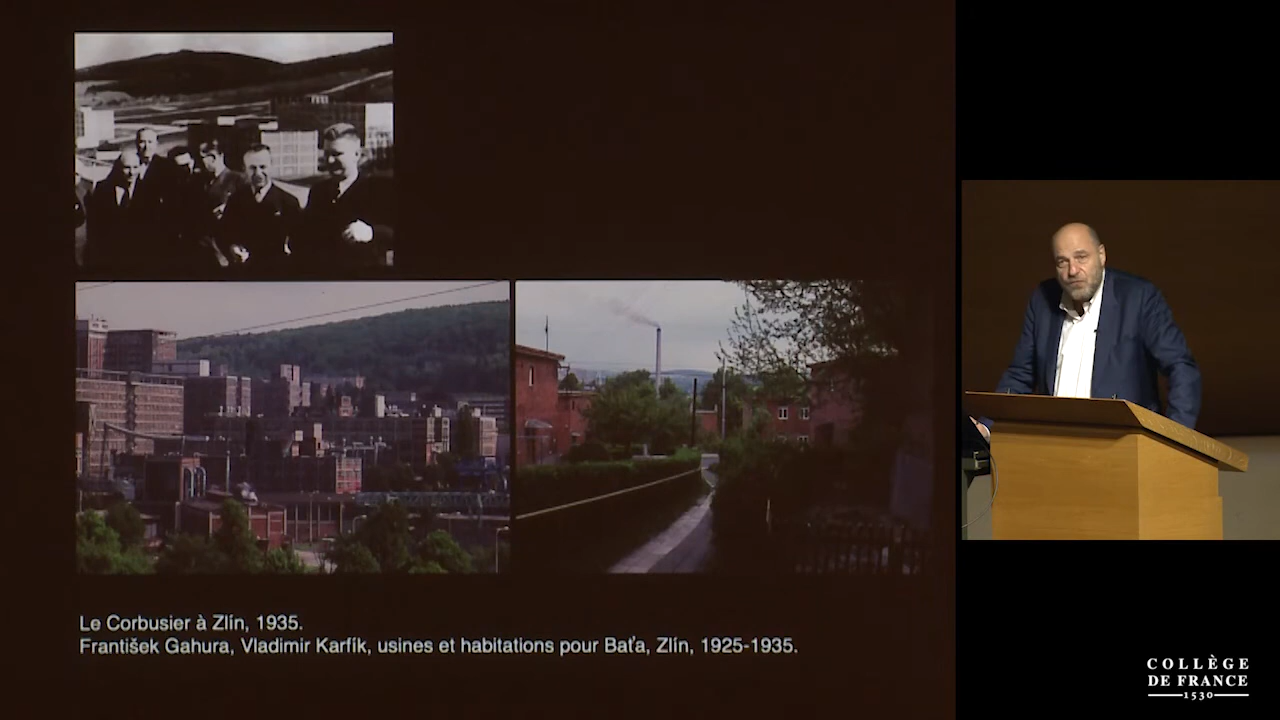 Le Corbusier à Zlín, 1935.
František Gahura, Vladimir Karfík, usines et habitations pour Baťa, Zlín, 1925-1935.
COLLÈGE
DE FRANCE
1530